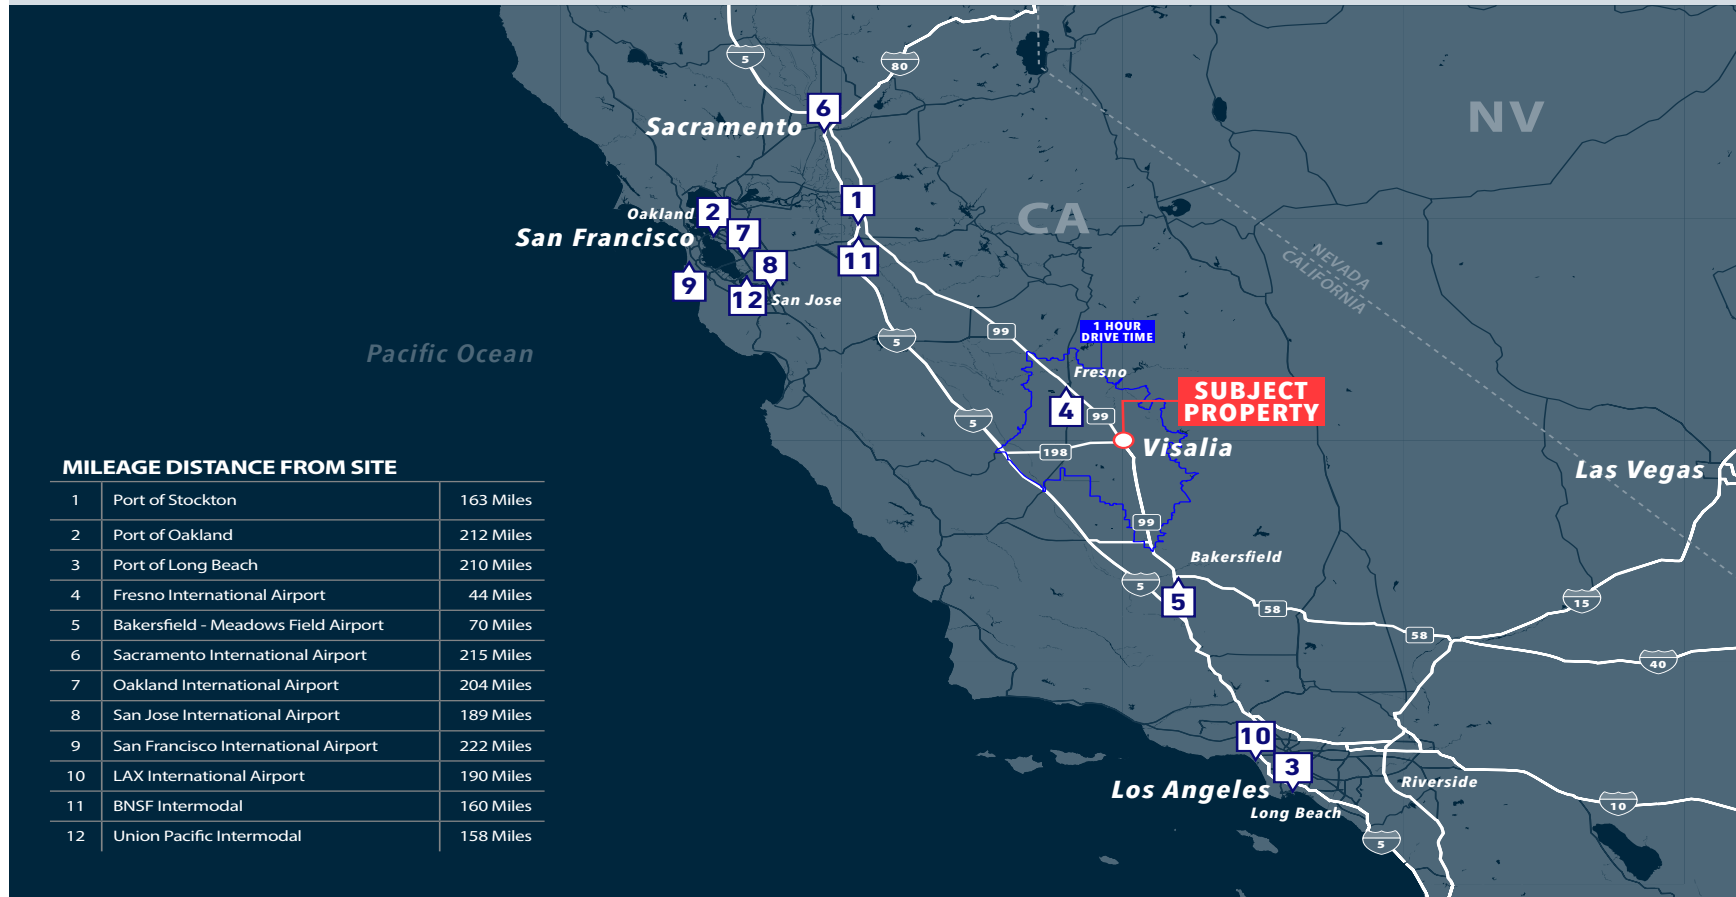 5
80
NV
6
Sacramento
1
Oakland
2
San Francisco
7
CA
11
8
9
12
San Jose
NEVADA
CALIFORNIA
Pacific Ocean
5
99
1 HOUR
DRIVE TIME
Fresno
SUBJECT
PROPERTY
4
99
5
198
Visalia
Las Vegas
99
Bakersfield
5
5
58
15
58
40
10
3
Los Angeles
Riverside
Long Beach
10
5
MILEAGE DISTANCE FROM SITE
1 Port of Stockton 163 Miles
2 Port of Oakland 212 Miles
3 Port of Long Beach 210 Miles
4 Fresno International Airport 44 Miles
5 Bakersfield - Meadows Field Airport 70 Miles
6 Sacramento International Airport 215 Miles
7 Oakland International Airport 204 Miles
8 San Jose International Airport 189 Miles
9 San Francisco International Airport 222 Miles
10 LAX International Airport 190 Miles
11 BNSF Intermodal 160 Miles
12 Union Pacific Intermodal 158 Miles